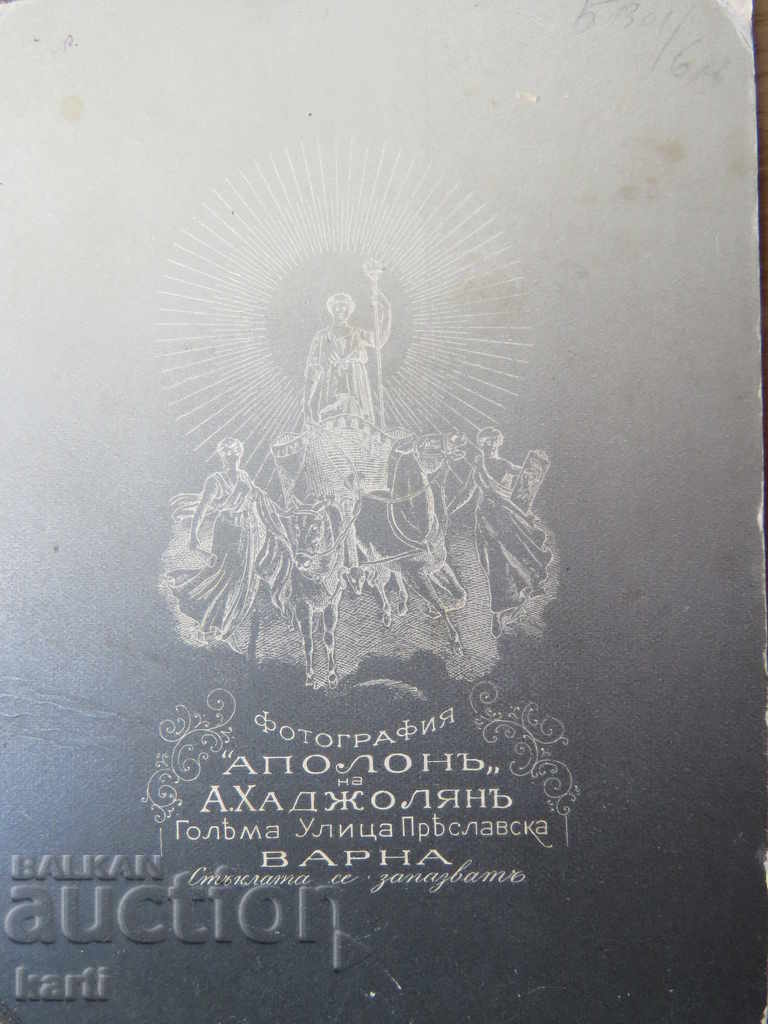 Фотография
"Аполонъ„
на
А.Хаджолянъ
Голѣма Улица Прѣславска
ВАРНА
Стъклата се запазватъ
BALKAN
auction
karti